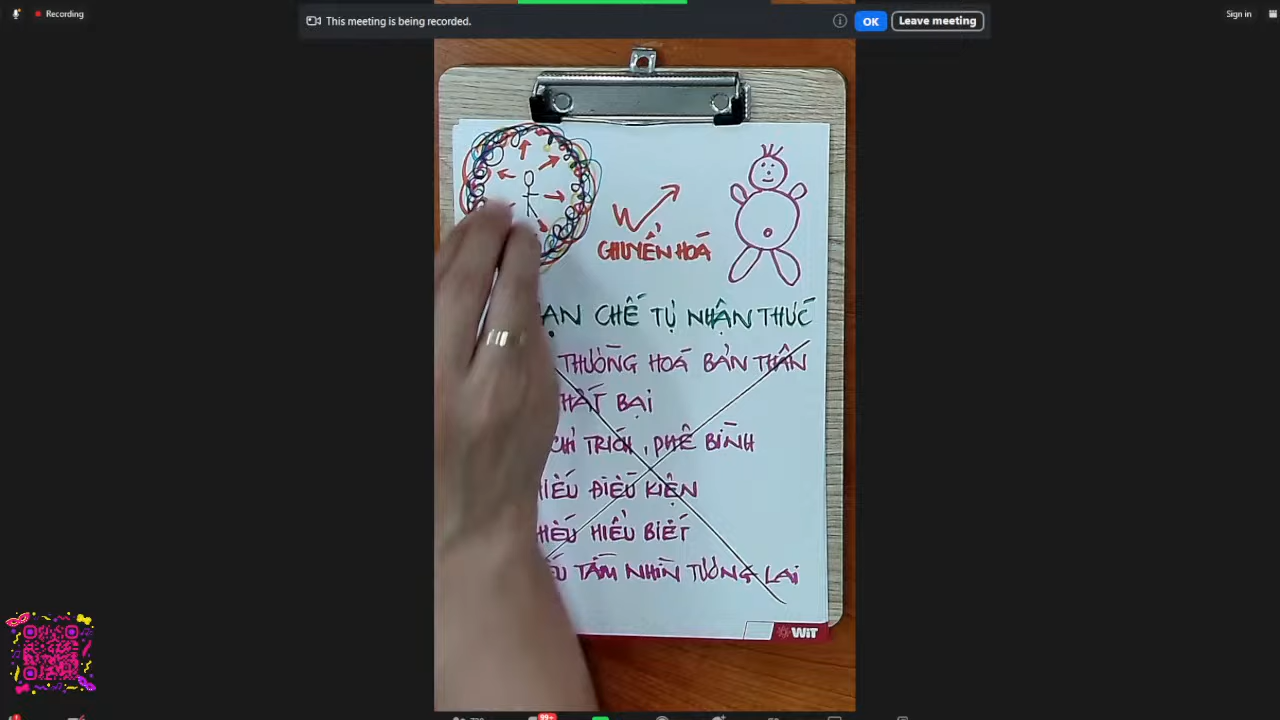 Recording
This meeting is being recorded.
OK
Leave meeting
Sign in
CHUYỂN HOÁ
CHẾ TỰ NHẬN THỨC
THƯỜNG HOÁ BẢN THÂN
BẠI
CHỈ TRÍCH, PHÊ BÌNH
ĐIỀU KIỆN
HIỂU BIẾT
TẦM NHÌN TƯƠNG LAI
WiT
99+